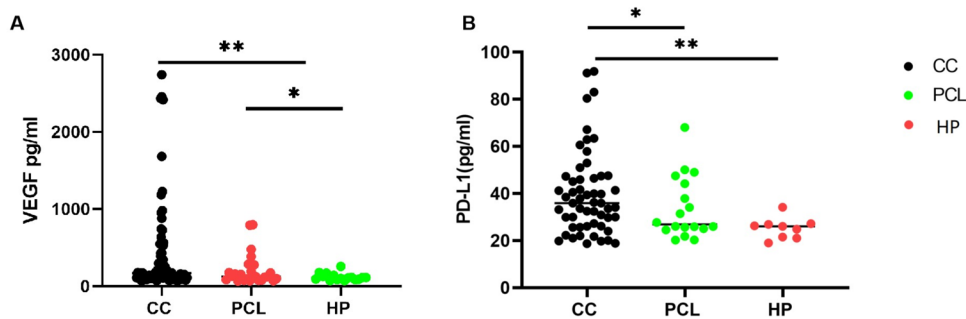 A
VEGF pg/ml
3000
2000
1000
0
**
*
CC
PCL
HP
B
PD-L1(pg/ml)
100
80
60
40
20
0
*
**
CC
PCL
HP
CC
PCL
HP